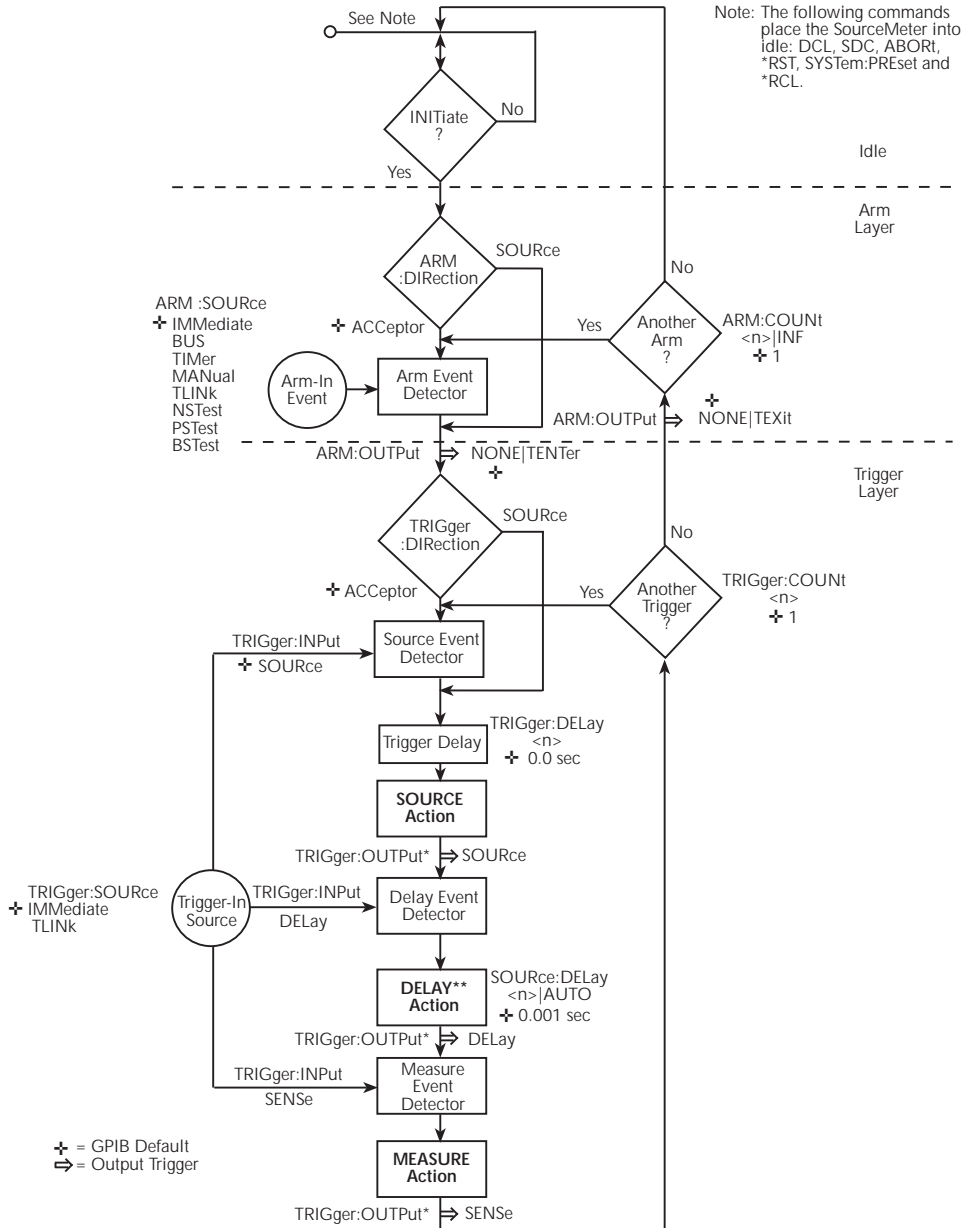 See Note
Note: The following commands
place the SourceMeter into
idle: DCL, SDC, ABORt,
*RST, SYSTem:PREset and
*RCL.
INITiate
?
No
Yes
Idle
Arm
Layer
ARM
:DIRection
SOURce
No
ARM :SOURce
IMMediate
BUS
TIMer
MANual
TLINk
NSTest
PSTest
BSTest
ACCeptor
Yes
Another
Arm
?
ARM:COUNt
<n>|INF
1
Arm-In
Event
Arm Event
Detector
ARM:OUTPut
NONE|TEXit
ARM:OUTPut
NONE|TENTer
Trigger
Layer
TRIGger
:DIRection
SOURce
No
ACCeptor
Yes
Another
Trigger
?
TRIGger:COUNt
<n>
1
TRIGger:INPut
SOURce
Source Event
Detector
Trigger Delay
TRIGger:DELay
<n>
0.0 sec
SOURCE
Action
TRIGger:OUTPut*
SOURce
TRIGger:SOURce
IMMediate
TLINk
Trigger-In
Source
TRIGger:INPut
DELay
Delay Event
Detector
DELAY**
Action
SOURce:DELay
<n>|AUTO
0.001 sec
TRIGger:OUTPut*
DELay
TRIGger:INPut
SENSe
Measure
Event
Detector
= GPIB Default
= Output Trigger
MEASURE
Action
TRIGger:OUTPut*
SENSe